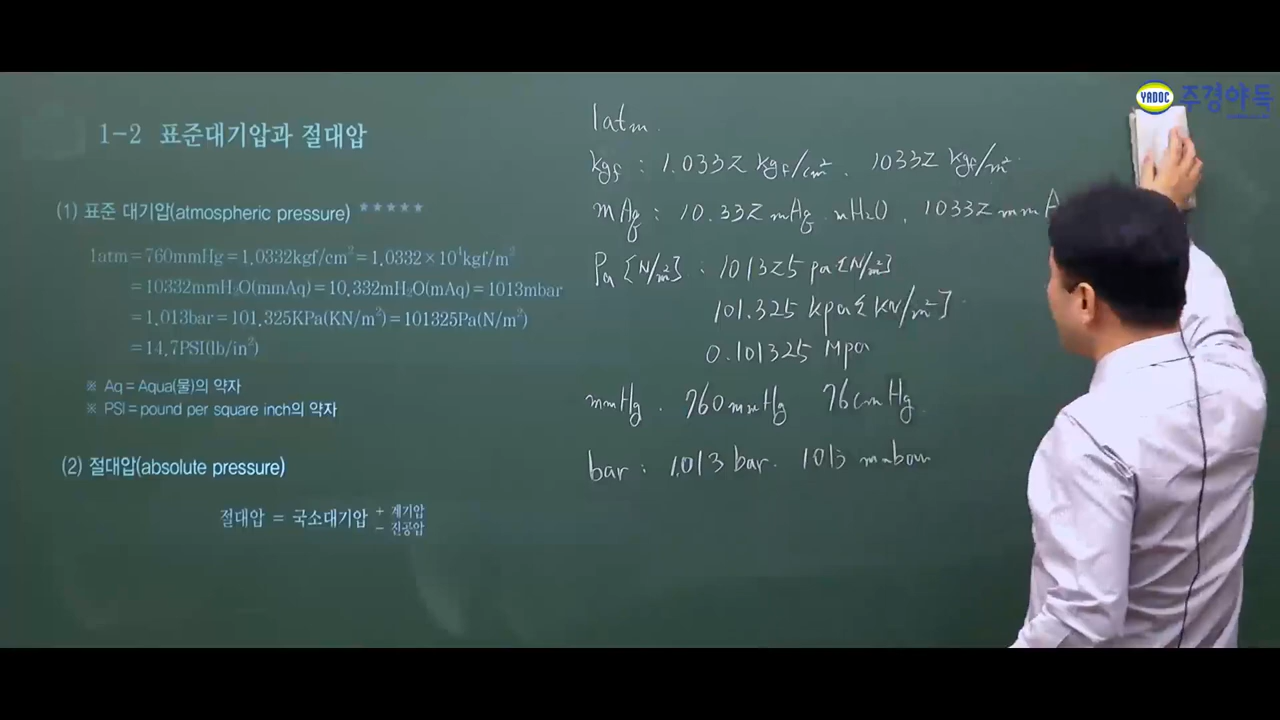 YADOC 주경야독
1-2 표준대기압과 절대압
(1) 표준 대기압(atmospheric pressure) *****
1atm = 760mmHg = 1.0332kgf/cm² = 1.0332×10⁴kgf/m²
= 10332mmH₂O(mmAq) = 10.332mH₂O(mAq) = 1013mbar
= 1.013bar = 101.325KPa(KN/m²) = 101325Pa(N/m²)
= 14.7PSI(lb/in²)
※ Aq = Aqua(물)의 약자
※ PSI = pound per square inch의 약자
(2) 절대압(absolute pressure)
절대압 = 국소대기압 + 계기압
- 진공압
1atm.
kgf : 1.0332 kgf/cm², 10332 kgf/m²
mAq : 10.332 mAq mH₂O, 10332 mmA
Pa [N/m²] : 101325 pa [N/m²]
101.325 kpa [KN/m²]
0.101325 Mpa
mmHg. 760mmHg 76cmHg
bar : 1.013 bar. 1013 mbar